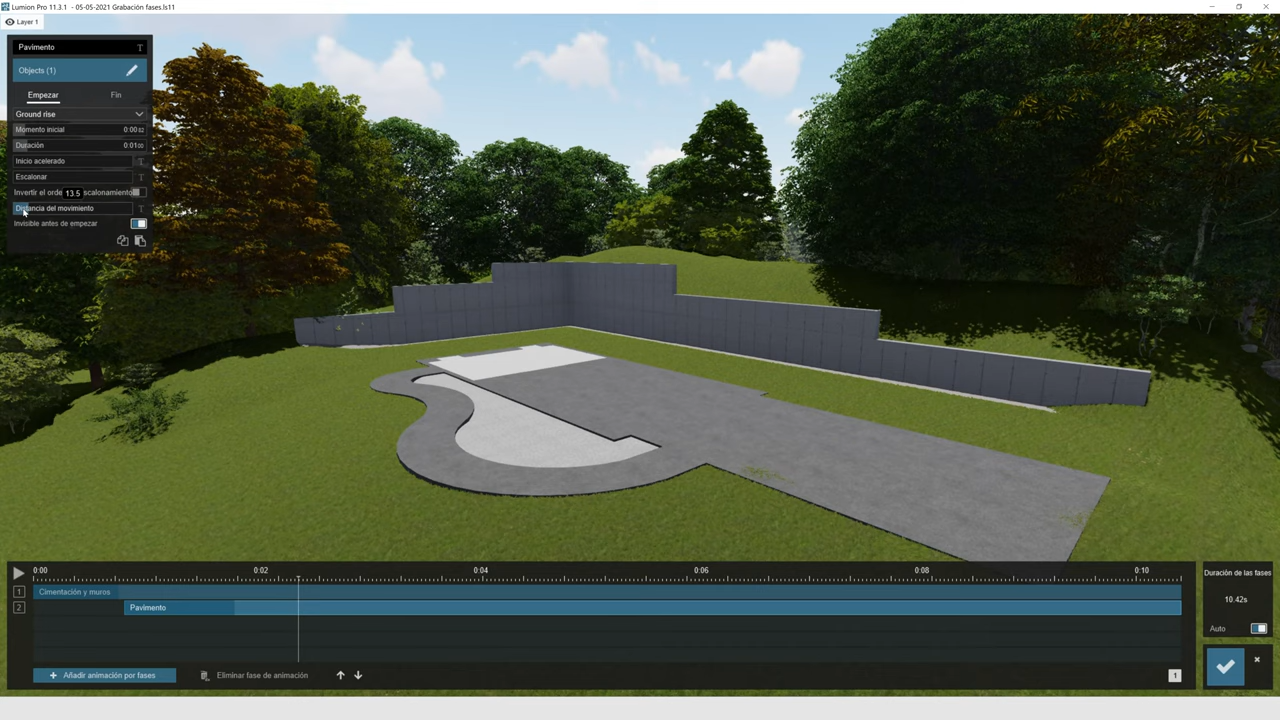 Lumion Pro 11.3.1 - 05-05-2021 Grabación fases.ls11
Layer 1
Pavimento
T
Objects (1)
Empezar
Fin
Ground rise
Momento inicial
0:00
Duración
0:01
Inicio acelerado
T
Escalonar
T
Invertir el orde
13.5
scalonamiento
Distancia del movimiento
T
Invisible antes de empezar
0:00
0:02
0:04
0:06
0:08
0:10
1
Cimentación y muros
2
Pavimento
Añadir animación por fases
Eliminar fase de animación
1
Duración de las fases
10.42s
Auto